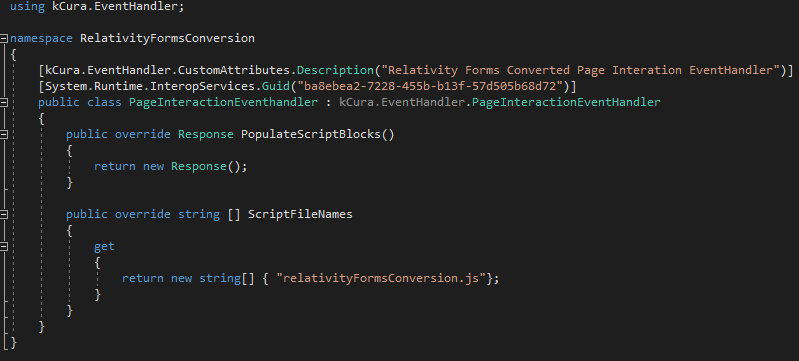 using kCura.EventHandler;
namespace RelativityFormsConversion
{
[kCura.EventHandler.CustomAttributes.Description("Relativity Forms Converted Page Interation EventHandler")]
[System.Runtime.InteropServices.Guid("ba8ebea2-7228-455b-b13f-57d505b68d72")]
public class PageInteractionEventhandler : kCura.EventHandler.PageInteractionEventHandler
{
public override Response PopulateScriptBlocks()
{
return new Response();
}
public override string [] ScriptFileNames
{
get
{
return new string[] { "relativityFormsConversion.js"};
}
}
}
}